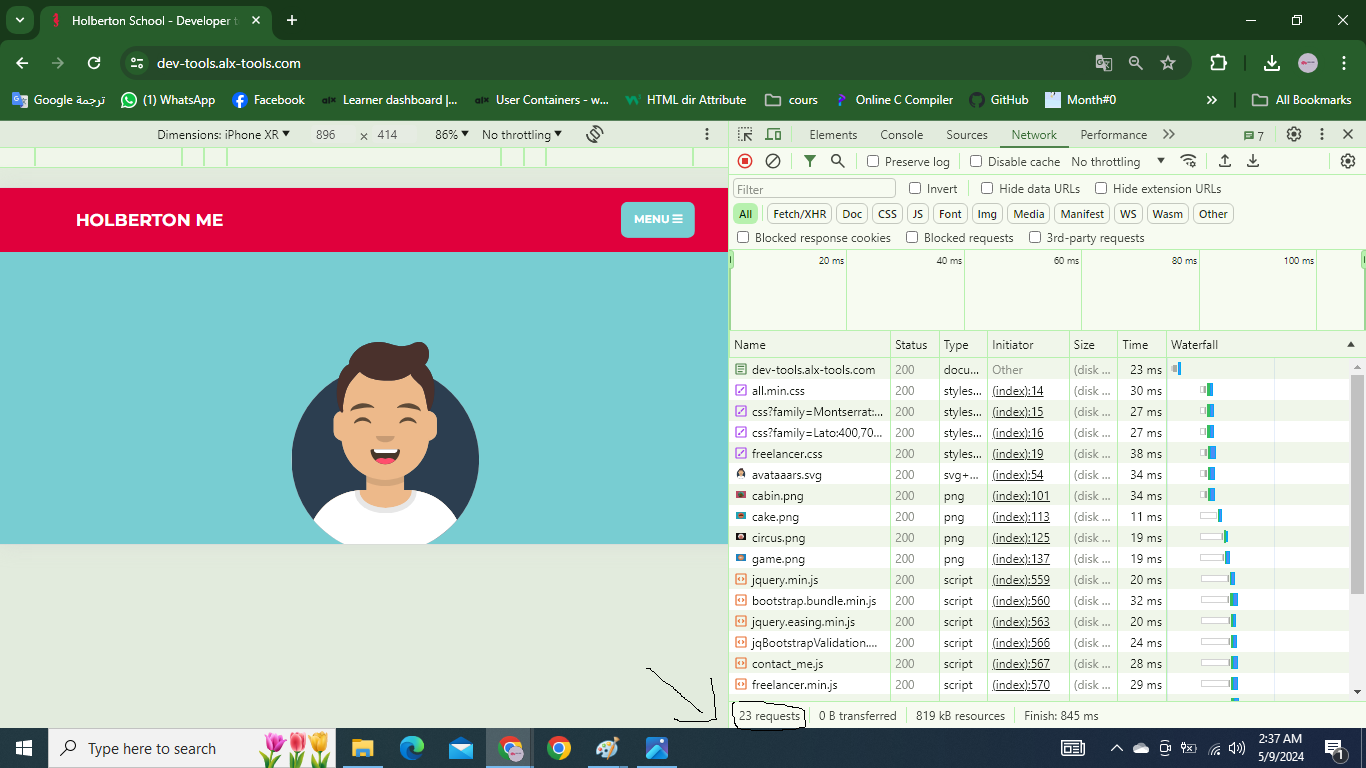 Holberton School - Developer t
dev-tools.alx-tools.com
ترجمة Google
(1) WhatsApp
Facebook
Learner dashboard |...
User Containers - w...
HTML dir Attribute
cours
Online C Compiler
GitHub
Month#0
All Bookmarks
Dimensions: iPhone XR 896 × 414 86% No throttling
Elements Console Sources Network Performance 7
Preserve log Disable cache No throttling
Filter Invert Hide data URLs Hide extension URLs
All Fetch/XHR Doc CSS JS Font Img Media Manifest WS Wasm Other
Blocked response cookies Blocked requests 3rd-party requests
20 ms 40 ms 60 ms 80 ms 100 ms
HOLBERTON ME
MENU
Name Status Type Initiator Size Time Waterfall
dev-tools.alx-tools.com 200 docu... Other (disk ... 23 ms
all.min.css 200 styles... (index):14 (disk ... 30 ms
css?family=Montserrat:... 200 styles... (index):15 (disk ... 27 ms
css?family=Lato:400,70... 200 styles... (index):16 (disk ... 27 ms
freelancer.css 200 styles... (index):19 (disk ... 38 ms
avataaars.svg 200 svg+... (index):54 (disk ... 34 ms
cabin.png 200 png (index):101 (disk ... 34 ms
cake.png 200 png (index):113 (disk ... 11 ms
circus.png 200 png (index):125 (disk ... 19 ms
game.png 200 png (index):137 (disk ... 19 ms
jquery.min.js 200 script (index):559 (disk ... 20 ms
bootstrap.bundle.min.js 200 script (index):560 (disk ... 32 ms
jquery.easing.min.js 200 script (index):563 (disk ... 20 ms
jqBootstrapValidation.... 200 script (index):566 (disk ... 24 ms
contact_me.js 200 script (index):567 (disk ... 28 ms
freelancer.min.js 200 script (index):570 (disk ... 29 ms
23 requests 0 B transferred 819 kB resources Finish: 845 ms
Type here to search
2:37 AM
5/9/2024
1